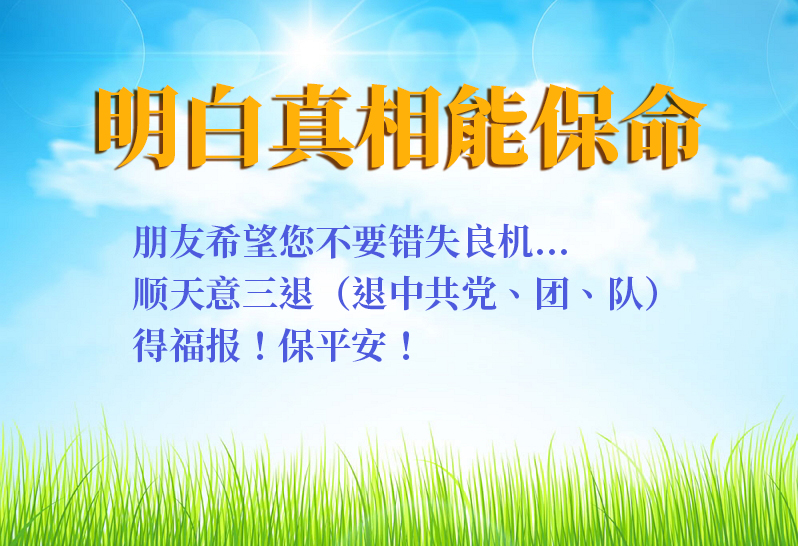 明白真相能保命
朋友希望您不要错失良机...
顺天意三退（退中共党、团、队）
得福报！保平安！